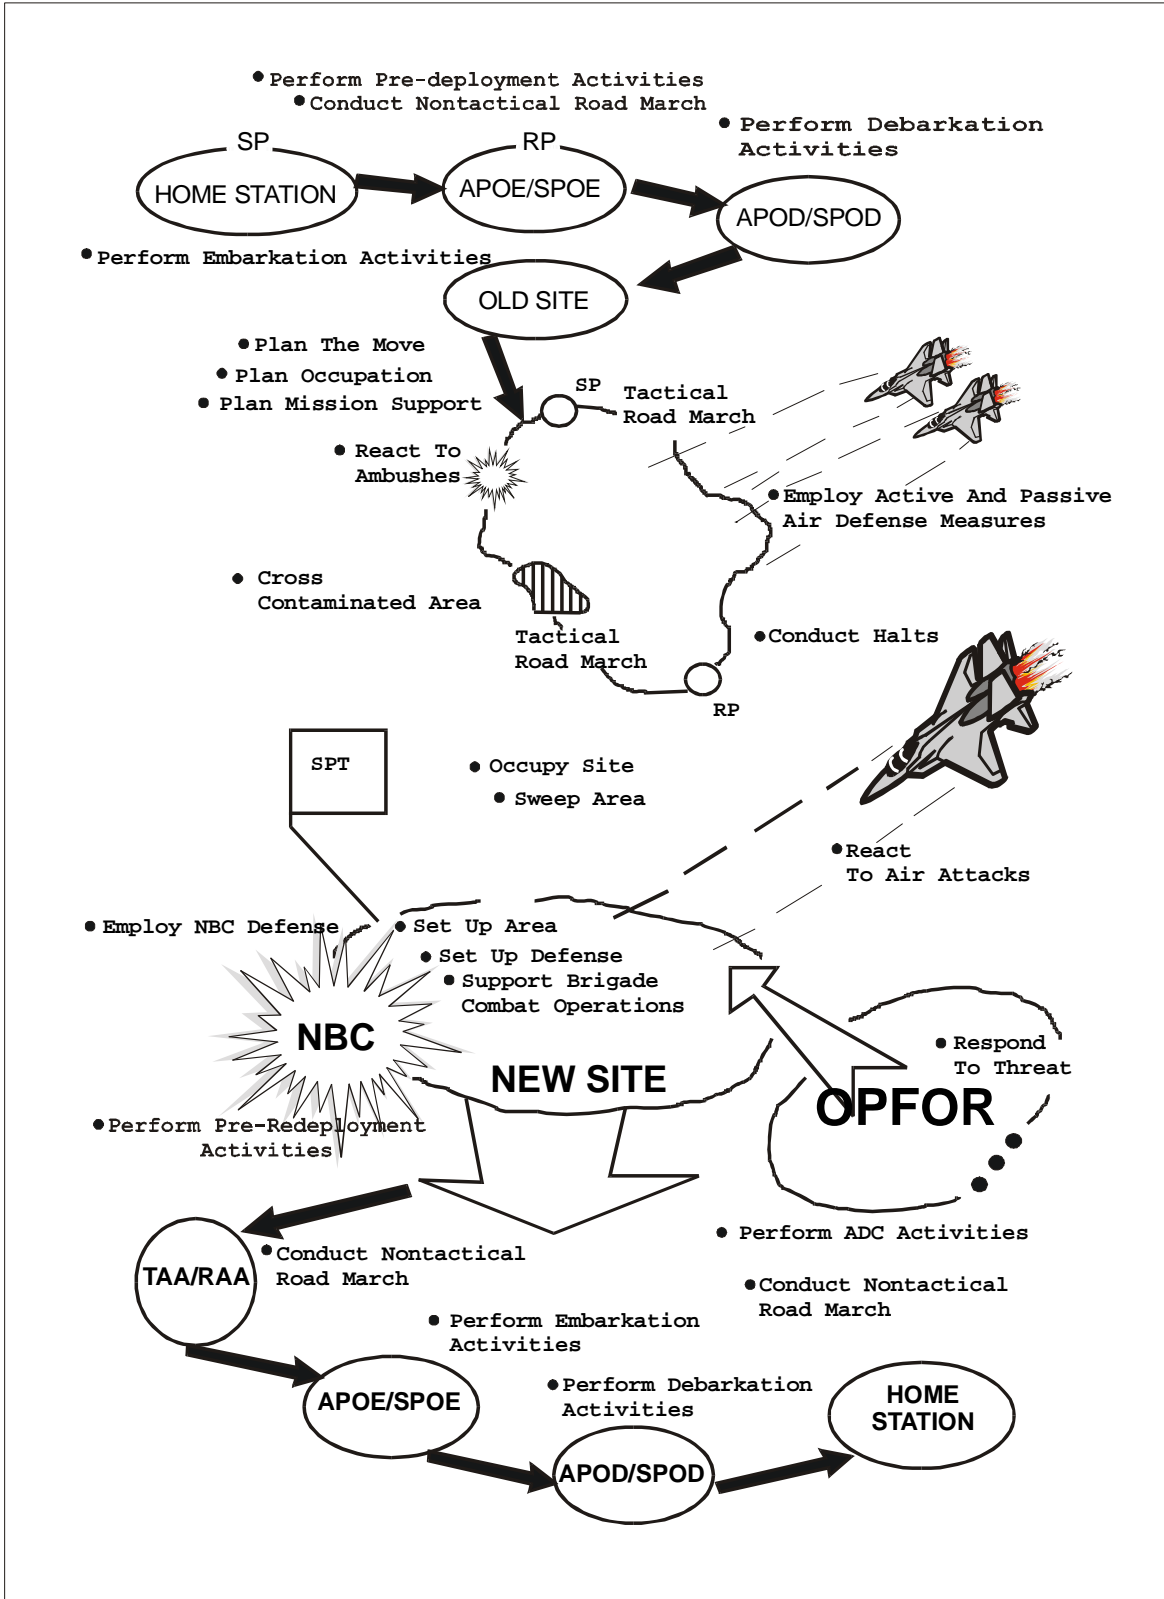 • Perform Pre-deployment Activities
• Conduct Nontactical Road March
• Perform Debarkation
Activities
SP
RP
HOME STATION
APOE/SPOE
APOD/SPOD
• Perform Embarkation Activities
OLD SITE
• Plan The Move
• Plan Occupation
• Plan Mission Support
SP
Tactical
Road March
• React To
Ambushes
• Employ Active And Passive
Air Defense Measures
• Cross
Contaminated Area
Tactical
Road March
• Conduct Halts
RP
SPT
• Occupy Site
• Sweep Area
• React
To Air Attacks
• Employ NBC Defense
• Set Up Area
• Set Up Defense
• Support Brigade
Combat Operations
NBC
NEW SITE
• Respond
To Threat
OPFOR
• Perform Pre-Redeployment
Activities
• Perform ADC Activities
• Conduct Nontactical
Road March
TAA/RAA
• Conduct Nontactical
Road March
• Perform Embarkation
Activities
APOE/SPOE
• Perform Debarkation
Activities
HOME
STATION
APOD/SPOD